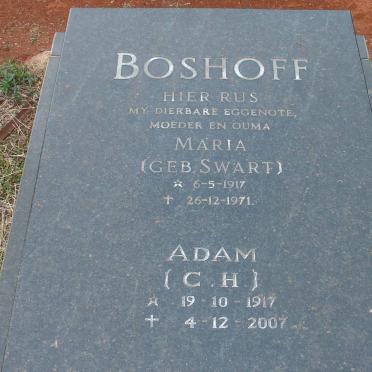 BOSHOFF
HIER RUS
MY DIERBARE EGGENOTE,
MOEDER EN OUMA
MARIA
(GEB. SWART)
☆ 6-5-1917
✝ 26-12-1971.
ADAM
( C . H )
☆ 19 - 10 - 1917
✝ 4 - 12 - 2007